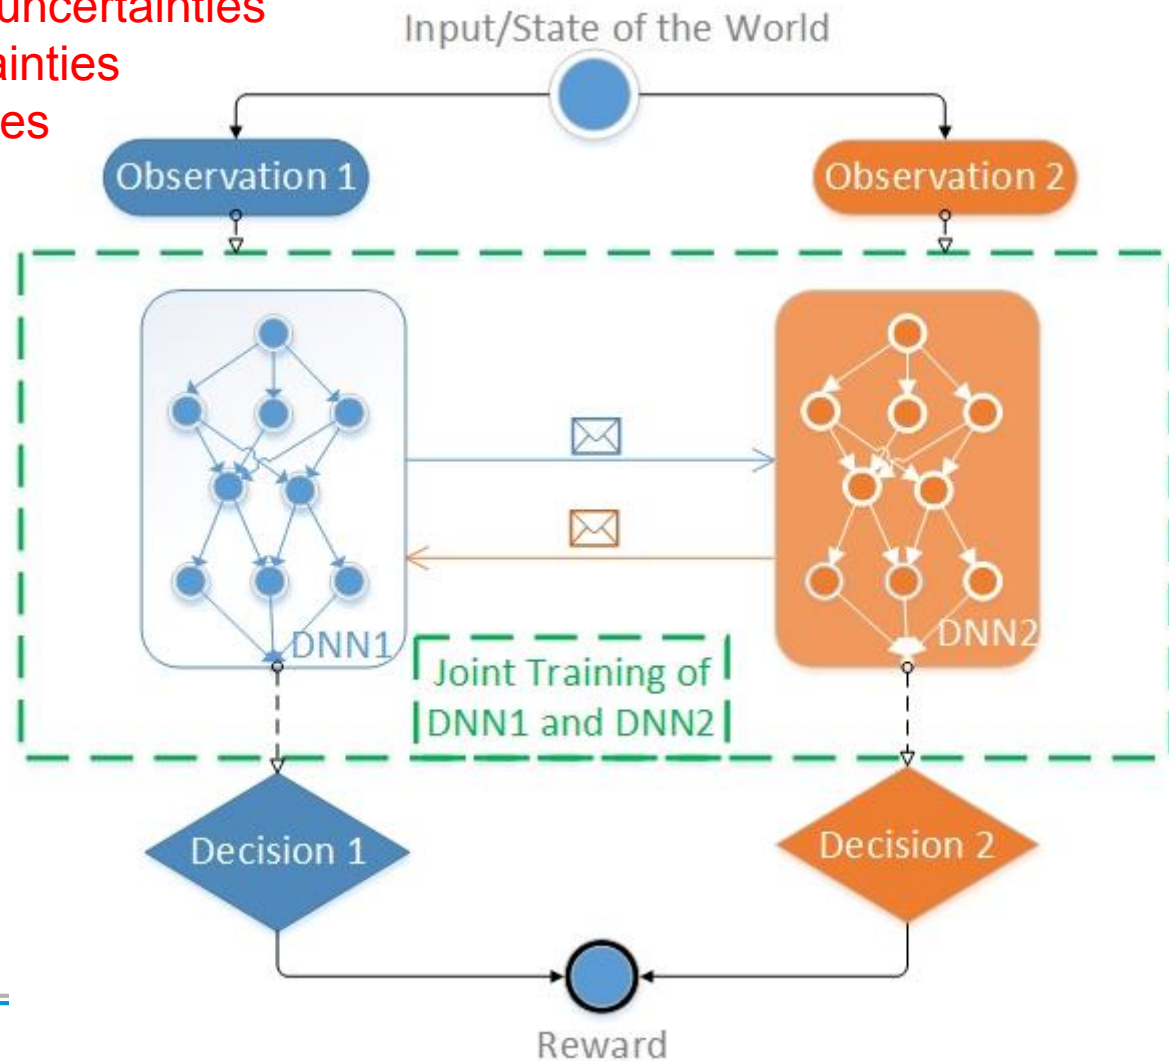 uncertainties
ainties
es
Input/State of the World
Observation 1
Observation 2
DNN1
DNN2
Joint Training of
DNN1 and DNN2
Decision 1
Decision 2
Reward